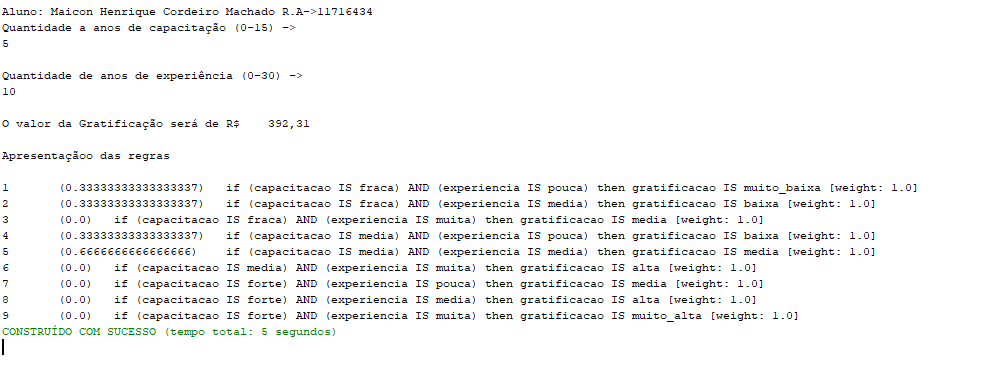 Aluno: Maicon Henrique Cordeiro Machado R.A->11716434
Quantidade a anos de capacitação (0-15) ->
5
Quantidade de anos de experiência (0-30) ->
10
O valor da Gratificação será de R$    392,31
Apresentaçãoo das regras
1       (0.33333333333333337)   if (capacitacao IS fraca) AND (experiencia IS pouca) then gratificacao IS muito_baixa [weight: 1.0]
2       (0.33333333333333337)   if (capacitacao IS fraca) AND (experiencia IS media) then gratificacao IS baixa [weight: 1.0]
3       (0.0)   if (capacitacao IS fraca) AND (experiencia IS muita) then gratificacao IS media [weight: 1.0]
4       (0.33333333333333337)   if (capacitacao IS media) AND (experiencia IS pouca) then gratificacao IS baixa [weight: 1.0]
5       (0.6666666666666666)    if (capacitacao IS media) AND (experiencia IS media) then gratificacao IS media [weight: 1.0]
6       (0.0)   if (capacitacao IS media) AND (experiencia IS muita) then gratificacao IS alta [weight: 1.0]
7       (0.0)   if (capacitacao IS forte) AND (experiencia IS pouca) then gratificacao IS media [weight: 1.0]
8       (0.0)   if (capacitacao IS forte) AND (experiencia IS media) then gratificacao IS alta [weight: 1.0]
9       (0.0)   if (capacitacao IS forte) AND (experiencia IS muita) then gratificacao IS muito_alta [weight: 1.0]
CONSTRUÍDO COM SUCESSO (tempo total: 5 segundos)